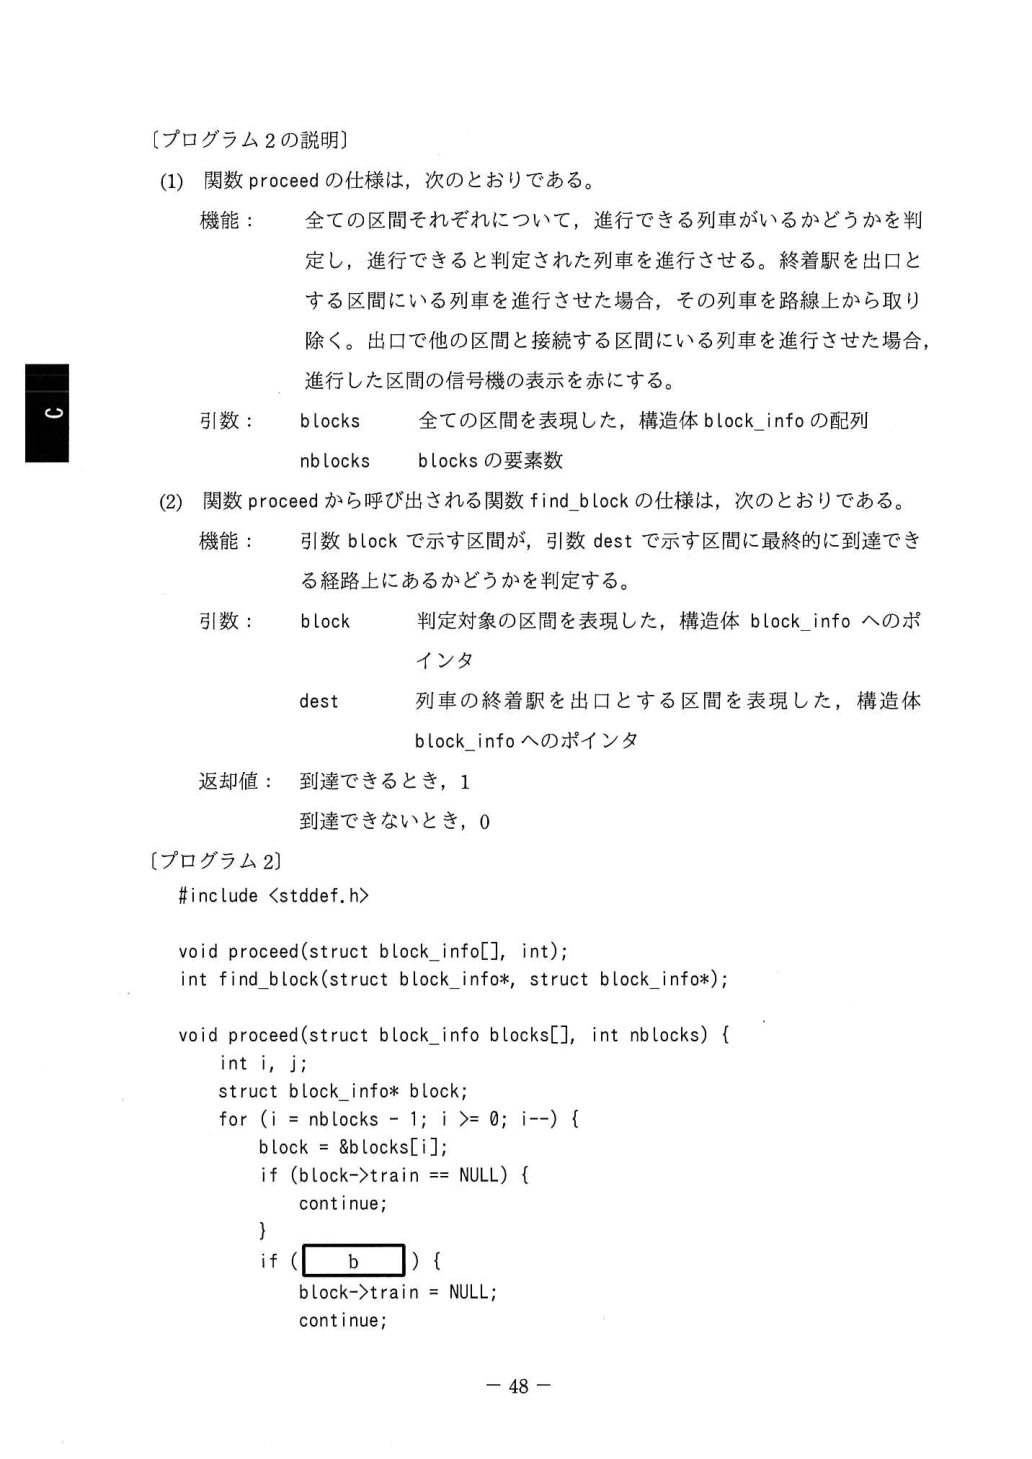 〔プログラム 2 の説明〕
(1) 関数 proceed の仕様は，次のとおりである。
機能： 全ての区間それぞれについて，進行できる列車がいるかどうかを判
定し，進行できると判定された列車を進行させる。終着駅を出口と
する区間にいる列車を進行させた場合，その列車を路線上から取り
除く。出口で他の区間と接続する区間にいる列車を進行させた場合，
進行した区間の信号機の表示を赤にする。
C
引数： blocks 全ての区間を表現した，構造体 block_info の配列
nblocks blocks の要素数
(2) 関数 proceed から呼び出される関数 find_block の仕様は，次のとおりである。
機能： 引数 block で示す区間が，引数 dest で示す区間に最終的に到達でき
る経路上にあるかどうかを判定する。
引数： block 判定対象の区間を表現した，構造体 block_info へのポ
インタ
dest 列車の終着駅を出口とする区間を表現した，構造体
block_info へのポインタ
返却値： 到達できるとき，1
到達できないとき，0
〔プログラム 2〕
#include <stddef.h>
void proceed(struct block_info[], int);
int find_block(struct block_info*, struct block_info*);
void proceed(struct block_info blocks[], int nblocks) {
int i, j;
struct block_info* block;
for (i = nblocks - 1; i >= 0; i--) {
block = &blocks[i];
if (block->train == NULL) {
continue;
}
if ( b ) {
block->train = NULL;
continue;
― 48 ―